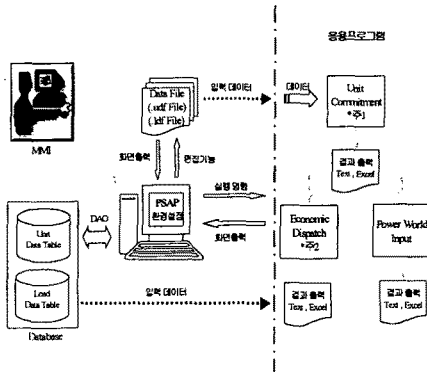 응용프로그램
Data File
(.udf File)
(.ldf File)
입력 데이터
데이터
Unit
Commitment
*주1
MMI
화면출력
편집기능
결과 출력
Text, Excel
PSAP
환경설정
실행 명령
화면출력
DAO
Unit
Data Table
Load
Data Table
Database
Economic
Dispatch
*주2
Power World
Input
입력 데이터
결과 출력
Text, Excel
결과 출력
Text, Excel